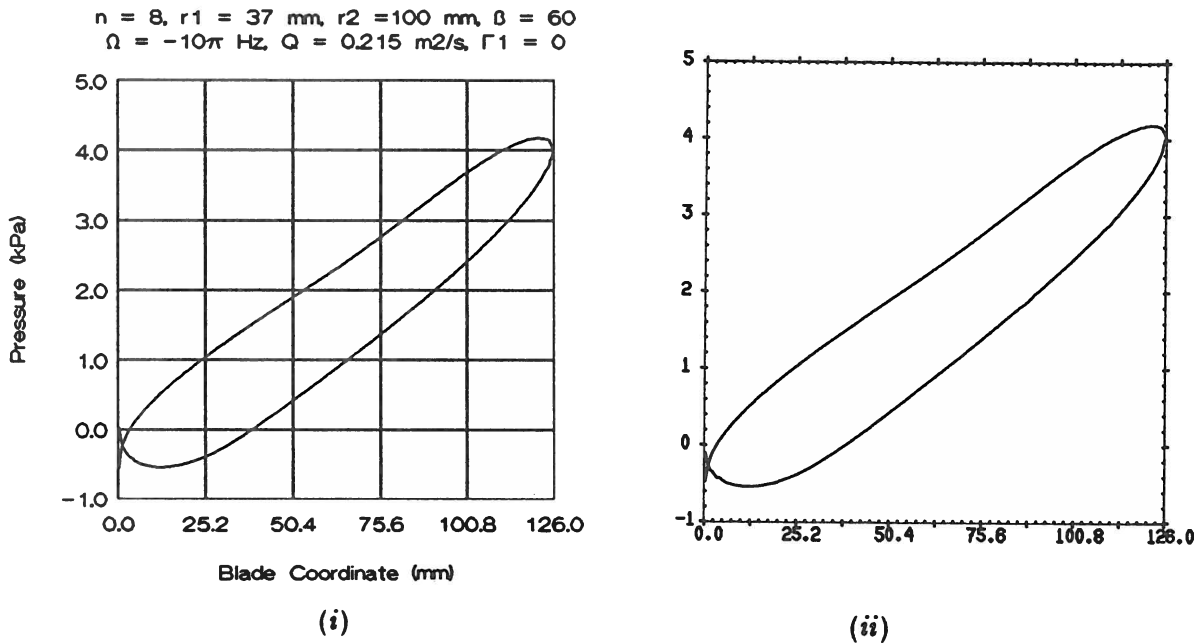 n = 8, r1 = 37 mm, r2 =100 mm, ß = 60
Ω = -10π Hz, Q = 0.215 m2/s, Γ1 = 0
5.0
4.0
3.0
2.0
1.0
0.0
-1.0
Pressure (kPa)
0.0 25.2 50.4 75.6 100.8 126.0
Blade Coordinate (mm)
(i)
5
4
3
2
1
0
-1
0.0 25.2 50.4 75.6 100.8 126.0
(ii)